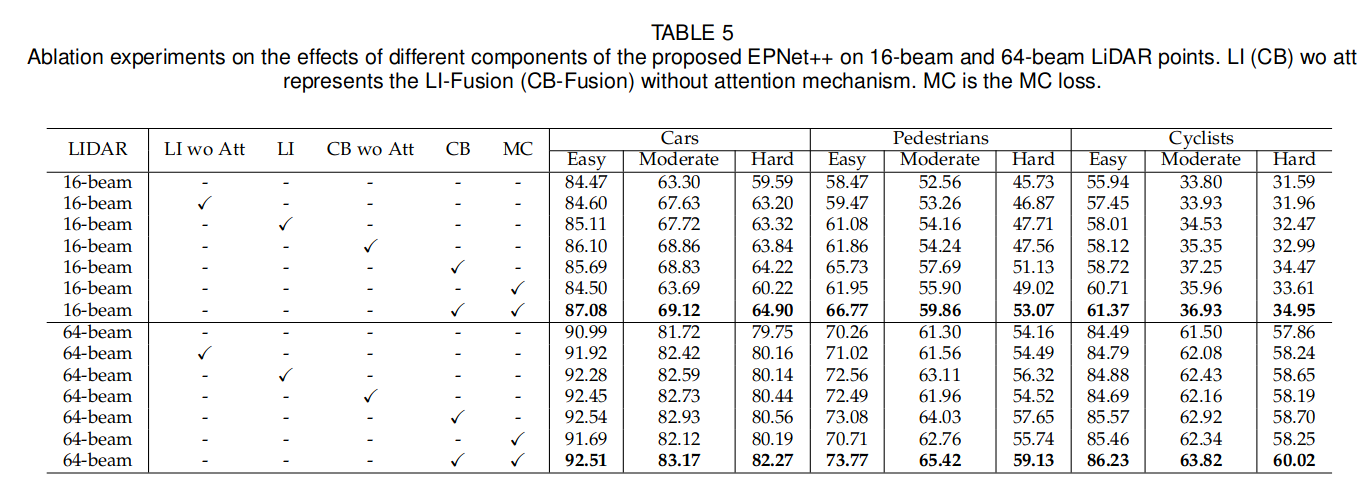 TABLE 5
Ablation experiments on the effects of different components of the proposed EPNet++ on 16-beam and 64-beam LiDAR points. LI (CB) wo att
represents the LI-Fusion (CB-Fusion) without attention mechanism. MC is the MC loss.
LIDAR LI wo Att LI CB wo Att CB MC Cars Pedestrians Cyclists
Easy Moderate Hard Easy Moderate Hard Easy Moderate Hard
16-beam - - - - - 84.47 63.30 59.59 58.47 52.56 45.73 55.94 33.80 31.59
16-beam ✓ - - - - 84.60 67.63 63.20 59.47 53.26 46.87 57.45 33.93 31.96
16-beam - ✓ - - - 85.11 67.72 63.32 61.08 54.16 47.71 58.01 34.53 32.47
16-beam - - ✓ - - 86.10 68.86 63.84 61.86 54.24 47.56 58.12 35.35 32.99
16-beam - - - ✓ - 85.69 68.83 64.22 65.73 57.69 51.13 58.72 37.25 34.47
16-beam - - - - ✓ 84.50 63.69 60.22 61.95 55.90 49.02 60.71 35.96 33.61
16-beam - - - ✓ ✓ 87.08 69.12 64.90 66.77 59.86 53.07 61.37 36.93 34.95
64-beam - - - - - 90.99 81.72 79.75 70.26 61.30 54.16 84.49 61.50 57.86
64-beam ✓ - - - - 91.92 82.42 80.16 71.02 61.56 54.49 84.79 62.08 58.24
64-beam - ✓ - - - 92.28 82.59 80.14 72.56 63.11 56.32 84.88 62.43 58.65
64-beam - - ✓ - - 92.45 82.73 80.44 72.49 61.96 54.52 84.69 62.16 58.19
64-beam - - - ✓ - 92.54 82.93 80.56 73.08 64.03 57.65 85.57 62.92 58.70
64-beam - - - - ✓ 91.69 82.12 80.19 70.71 62.76 55.74 85.46 62.34 58.25
64-beam - - - ✓ ✓ 92.51 83.17 82.27 73.77 65.42 59.13 86.23 63.82 60.02